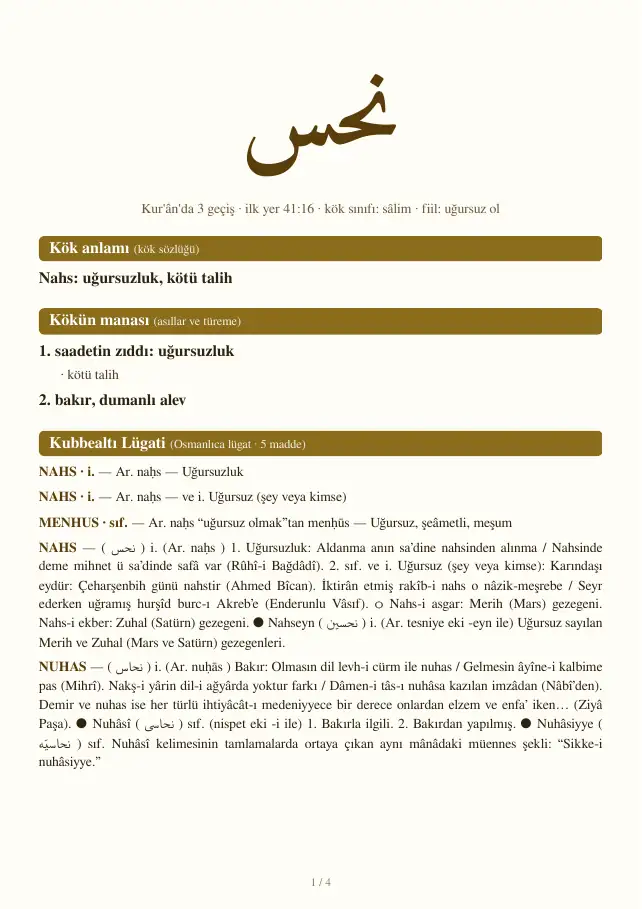 نحس
Kur'ân'da 3 geçiş · ilk yer 41:16 · kök sınıfı: sâlim · fiil: uğursuz ol
Kök anlamı (kök sözlüğü)
Nahs: uğursuzluk, kötü talih
Kökün manası (asıllar ve türeme)
1. saadetin zıddı: uğursuzluk
· kötü talih
2. bakır, dumanlı alev
Kubbealtı Lügati (Osmanlıca lügat · 5 madde)
NAHS · i. — Ar. naḥs — Uğursuzluk
NAHS · i. — Ar. naḥs — ve i. Uğursuz (şey veya kimse)
MENHUS · sıf. — Ar. naḥs “uğursuz olmak”tan menḥūs — Uğursuz, şeâmetli, meşum
NAHS — ( نحس ) i. (Ar. naḥs ) 1. Uğursuzluk: Aldanma anın sa’dine nahsinden alınma / Nahsinde
deme mihnet ü sa’dinde safâ var (Rûhî-i Bağdâdî). 2. sıf. ve i. Uğursuz (şey veya kimse): Karındaşı
eydür: Çeharşenbih günü nahstir (Ahmed Bîcan). İktirân etmiş rakîb-i nahs o nâzik-meşrebe / Seyr
ederken uğramış hurşîd burc-ı Akreb’e (Enderunlu Vâsıf). ○ Nahs-i asgar: Merih (Mars) gezegeni.
Nahs-i ekber: Zuhal (Satürn) gezegeni. ● Nahseyn ( نحسين ) i. (Ar. tesniye eki -eyn ile) Uğursuz sayılan
Merih ve Zuhal (Mars ve Satürn) gezegenleri.
NUHAS — ( نحاس ) i. (Ar. nuḥās ) Bakır: Olmasın dil levh-i cürm ile nuhas / Gelmesin âyîne-i kalbime
pas (Mihrî). Nakş-i yârin dil-i ağyârda yoktur farkı / Dâmen-i tâs-ı nuhâsa kazılan imzâdan (Nâbî’den).
Demir ve nuhas ise her türlü ihtiyâcât-ı medeniyyece bir derece onlardan elzem ve enfa’ iken… (Ziyâ
Paşa). ● Nuhâsî ( نحاسى ) sıf. (nispet eki -i ile) 1. Bakırla ilgili. 2. Bakırdan yapılmış. ● Nuhâsiyye (
نحاسيّه ) sıf. Nuhâsî kelimesinin tamlamalarda ortaya çıkan aynı mânâdaki müennes şekli: “Sikke-i
nuhâsiyye.”
1 / 4